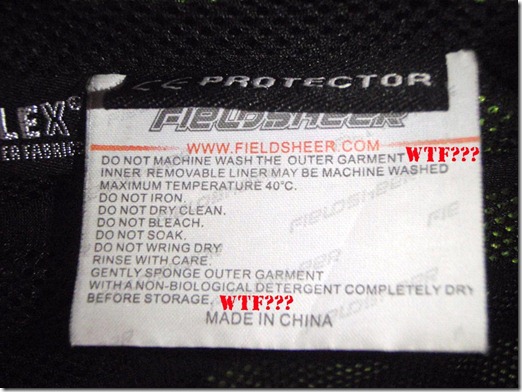 CE PROTECTOR
LEX®
ER FABRICS
FIELDSHEER
WWW.FIELDSHEER.COM
DO NOT MACHINE WASH THE OUTER GARMENT WTF???
INNER REMOVABLE LINER MAY BE MACHINE WASHED
MAXIMUM TEMPERATURE 40°C.
DO NOT IRON.
DO NOT DRY CLEAN.
DO NOT BLEACH.
DO NOT SOAK.
DO NOT WRING DRY
RINSE WITH CARE.
GENTLY SPONGE OUTER GARMENT
WITH A NON-BIOLOGICAL DETERGENT COMPLETELY DRY
BEFORE STORAGE, WTF???
MADE IN CHINA